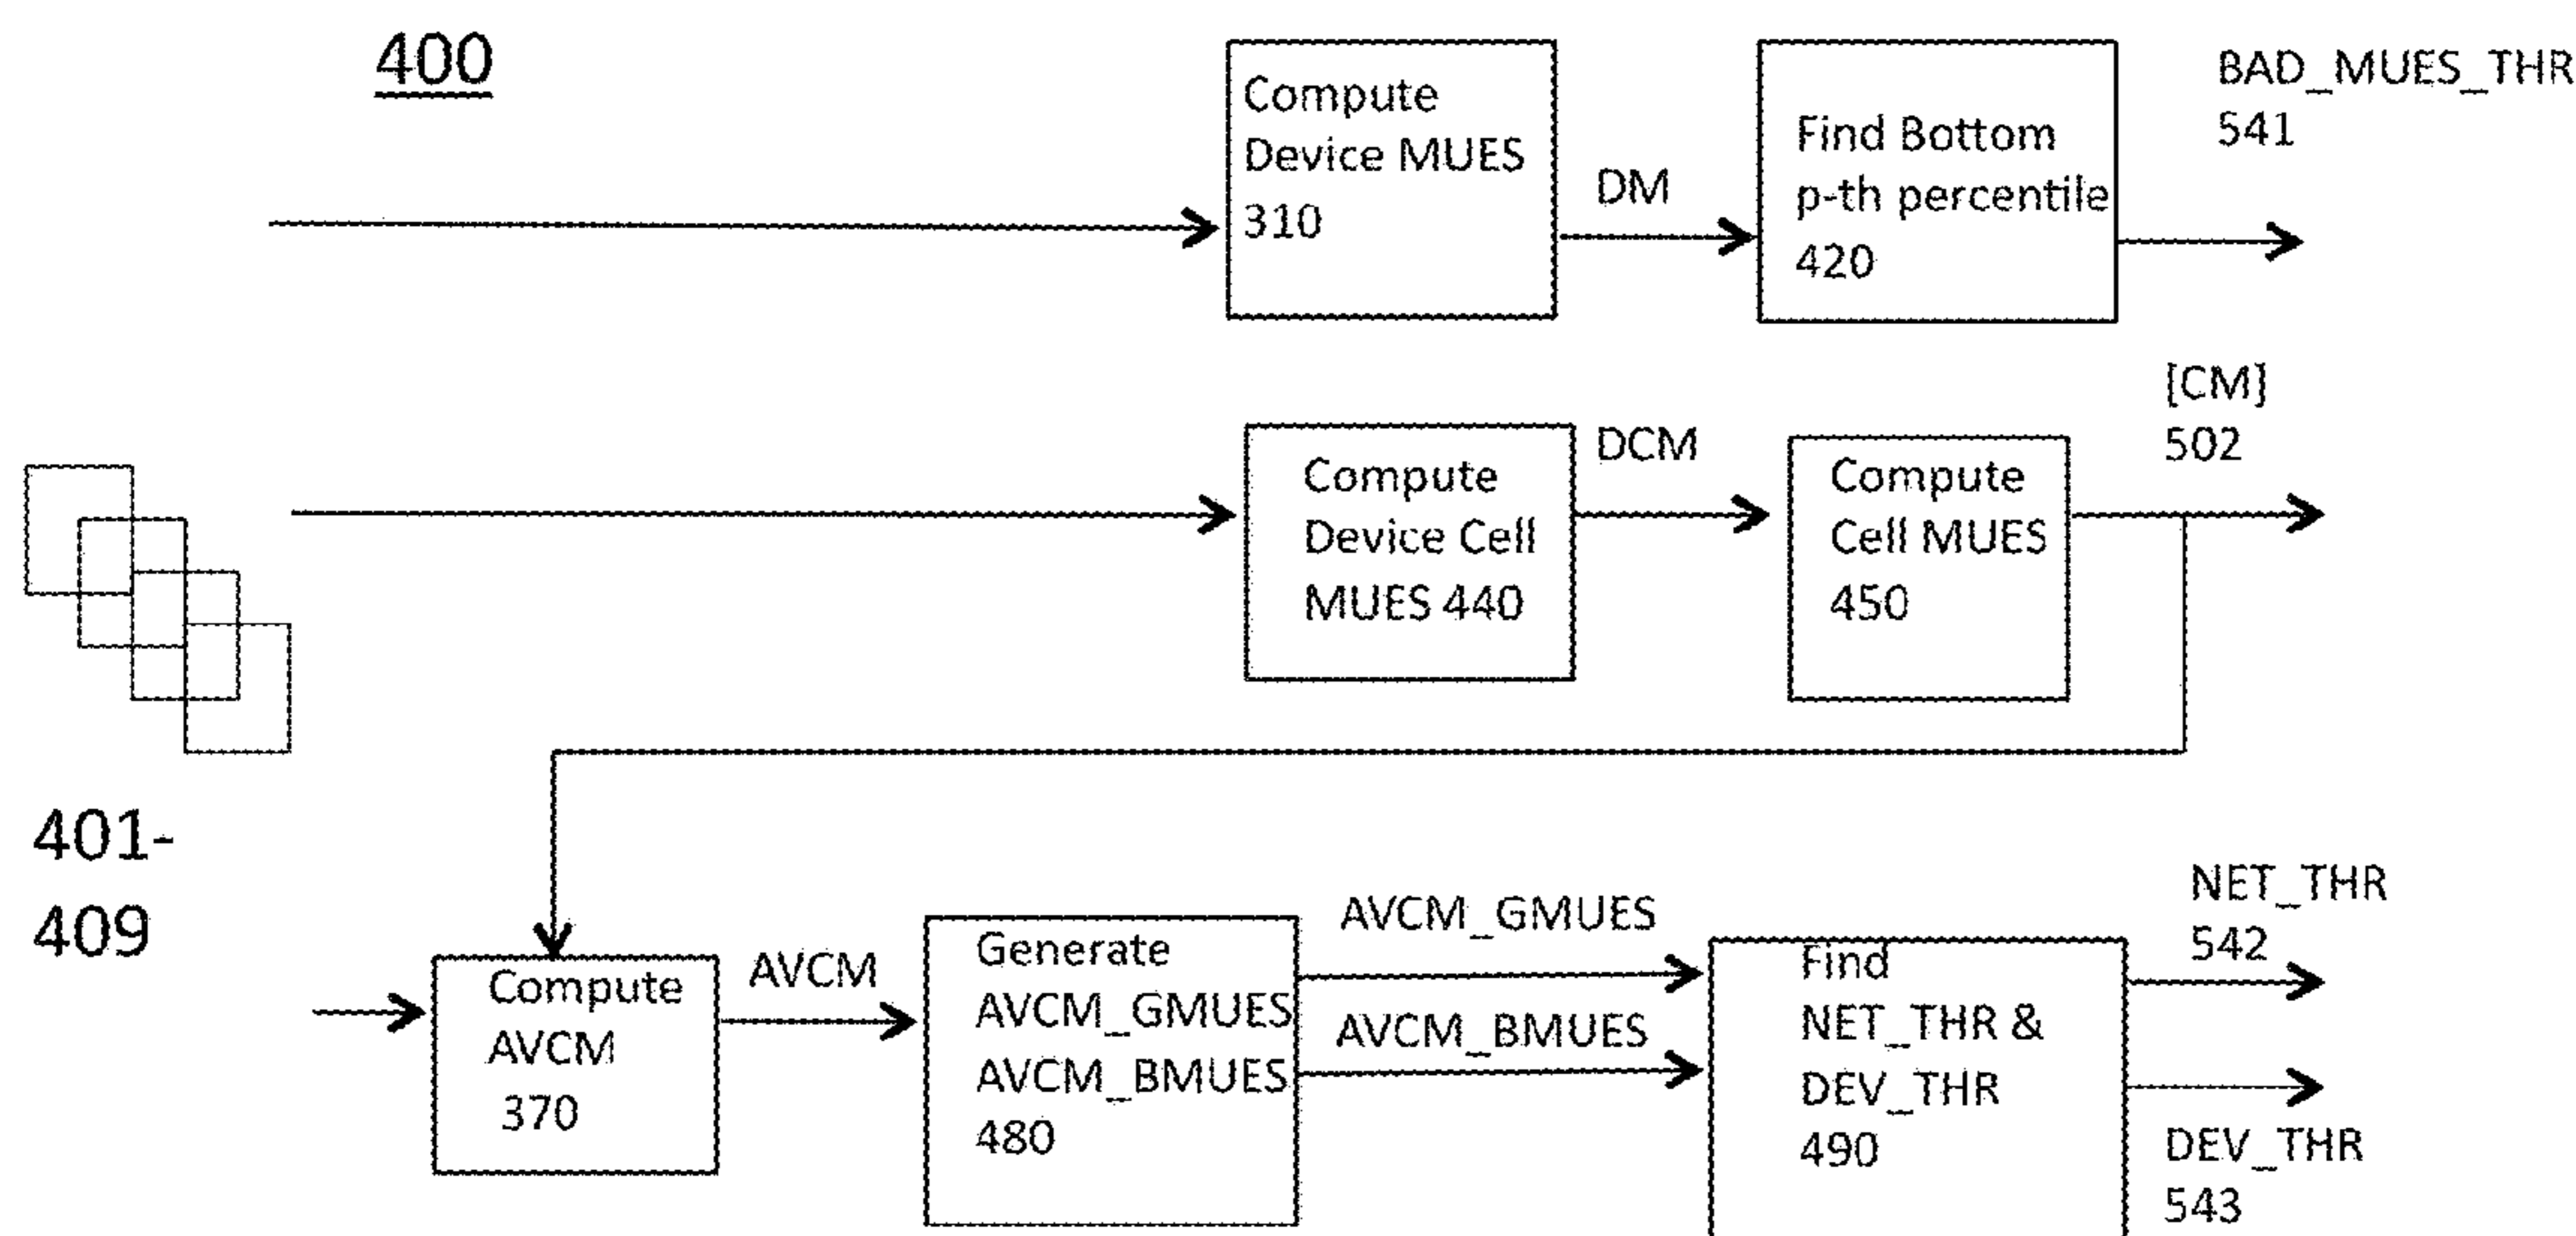 400
Compute
Device MUES
310
DM
Find Bottom
p-th percentile
420
BAD_MUES_THR
541
Compute
Device Cell
MUES 440
DCM
Compute
Cell MUES
450
[CM]
502
401-
409
Compute
AVCM
370
AVCM
Generate
AVCM_GMUES
AVCM_BMUES
480
AVCM_GMUES
AVCM_BMUES
Find
NET_THR &
DEV_THR
490
NET_THR
542
DEV_THR
543